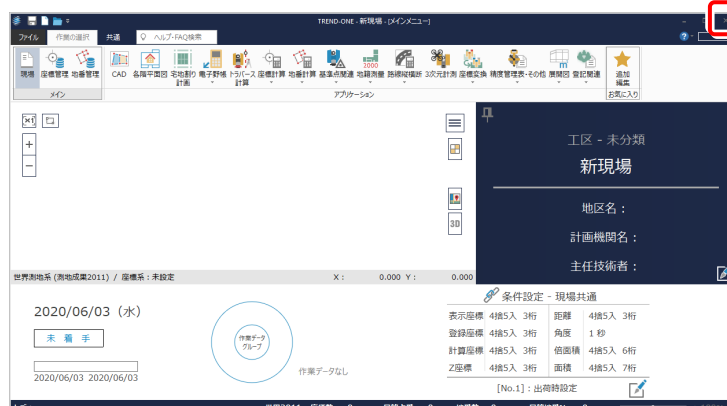 TREND-ONE - 新現場 - [メインメニュー]
ファイル 作業の選択 共通 ヘルプ・FAQ検索
現場 座標管理 地番管理 CAD 各階平面図 宅地割り計画 電子野帳 トラバース計算 座標計算 地番計算 基準点関連 地籍測量 路線縦横断 3次元計測 座標変換 精度管理表・その他 展開図 登記関連 追加編集
メイン アプリケーション お気に入り
×1
+
-
2000
3D
工区 - 未分類
新現場
地区名：
計画機関名：
主任技術者：
世界測地系 (測地成果2011) / 座標系：未設定 X： 0.000 Y： 0.000
2020/06/03（水）
未 着 手
2020/06/03 2020/06/03
作業データ
グループ
作業データなし
条件設定 - 現場共通
表示座標 4捨5入 3桁 距離 4捨5入 3桁
登録座標 4捨5入 3桁 角度 1 秒
計算座標 4捨5入 3桁 倍面積 4捨5入 6桁
Z座標 4捨5入 3桁 面積 4捨5入 7桁
[No.1]：出荷時設定